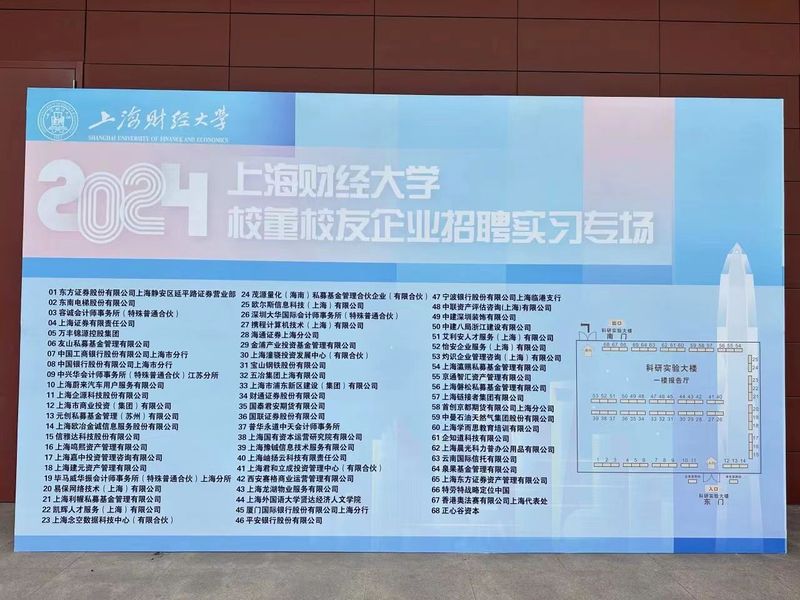 上海财经大学
SHANGHAI UNIVERSITY OF FINANCE AND ECONOMICS
2024
上海财经大学
校董校友企业招聘实习专场
01 东方证券股份有限公司上海静安区延平路证券营业部
02 东南电梯股份有限公司
03 容诚会计师事务所（特殊普通合伙）
04 上海证券有限责任公司
05 万丰锦源控股集团
06 友山私募基金管理有限公司
07 中国工商银行股份有限公司上海市分行
08 中国银行股份有限公司上海市分行
09 中兴华会计师事务所（特殊普通合伙）江苏分所
10 上海蔚来汽车用户服务有限公司
11 上海企源科技股份有限公司
12 上海市商业投资（集团）有限公司
13 元创私募基金管理（苏州）有限公司
14 上海欧冶金诚信息服务股份有限公司
15 信雅达科技股份有限公司
16 上海鸣熙资产管理有限公司
17 上海嘉中投资管理咨询有限公司
18 上海建元资产管理有限公司
19 毕马威华振会计师事务所（特殊普通合伙）上海分所
20 易保网络技术（上海）有限公司
21 上海利幄私募基金管理有限公司
22 凯辉人才服务（上海）有限公司
23 上海念空数据科技中心（有限合伙）
24 茂源量化（海南）私募基金管理合伙企业（有限合伙）
25 欧尔斯信息科技（上海）有限公司
26 深圳大华国际会计师事务所（特殊普通合伙）
27 携程计算机技术（上海）有限公司
28 海通证券上海分公司
29 金浦产业投资基金管理有限公司
30 上海瀛骁投资发展中心（有限合伙）
31 宝山钢铁股份有限公司
32 五冶集团上海有限公司
33 上海市浦东新区建设（集团）有限公司
34 财通证券股份有限公司
35 国泰君安期货有限公司
36 国联证券股份有限公司
37 普华永道中天会计师事务所
38 上海国有资本运营研究院有限公司
39 上海豫铖信息技术服务有限公司
40 上海岫扬云科技有限责任公司
41 上海君和立成投资管理中心（有限合伙）
42 西安赛商业运营管理有限公司
43 上海龙湖物业服务有限公司
44 上海外国语大学贤达经济人文学院
45 厦门国际银行股份有限公司上海分行
46 平安银行股份有限公司
47 宁波银行股份有限公司上海临港支行
48 中联资产评估咨询(上海)有限公司
49 中建深圳装饰有限公司
50 中建八局浙江建设有限公司
51 艾利安人才服务（上海）有限公司
52 怡安企业服务（上海）有限公司
53 灼识企业管理咨询（上海）有限公司
54 上海瀛赐私募基金管理有限公司
55 京通智汇资产管理有限公司
56 上海磐松私募基金管理有限公司
57 上海链接者集团有限公司
58 首创京都期货有限公司上海分公司
59 中曼石油天然气集团股份有限公司
60 上海学而思教育培训有限公司
61 企知道科技有限公司
62 上海晨光科力普办公用品有限公司
63 云南国际信托有限公司
64 泉果基金管理有限公司
65 上海东方证券资产管理有限公司
66 特劳特战略定位中国
67 香港奥法赛有限公司上海代表处
68 正心谷资本
出口
科研实验大楼
南门
科研实验大楼
一楼报告厅
入口
科研实验大楼
东门